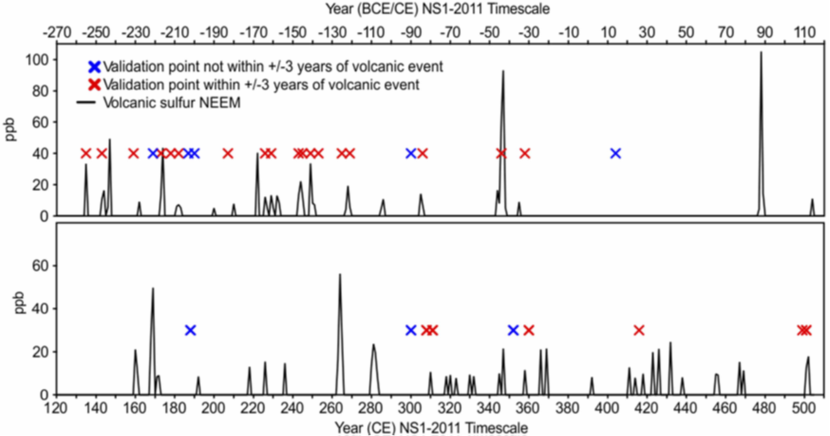 Year (BCE/CE) NS1-2011 Timescale
-270 -250 -230 -210 -190 -170 -150 -130 -110 -90 -70 -50 -30 -10 10 30 50 70 90 110
Validation point not within +/-3 years of volcanic event
Validation point within +/-3 years of volcanic event
Volcanic sulfur NEEM
ppb
100
80
60
40
20
0
ppb
60
40
20
0
120 140 160 180 200 220 240 260 280 300 320 340 360 380 400 420 440 460 480 500
Year (CE) NS1-2011 Timescale